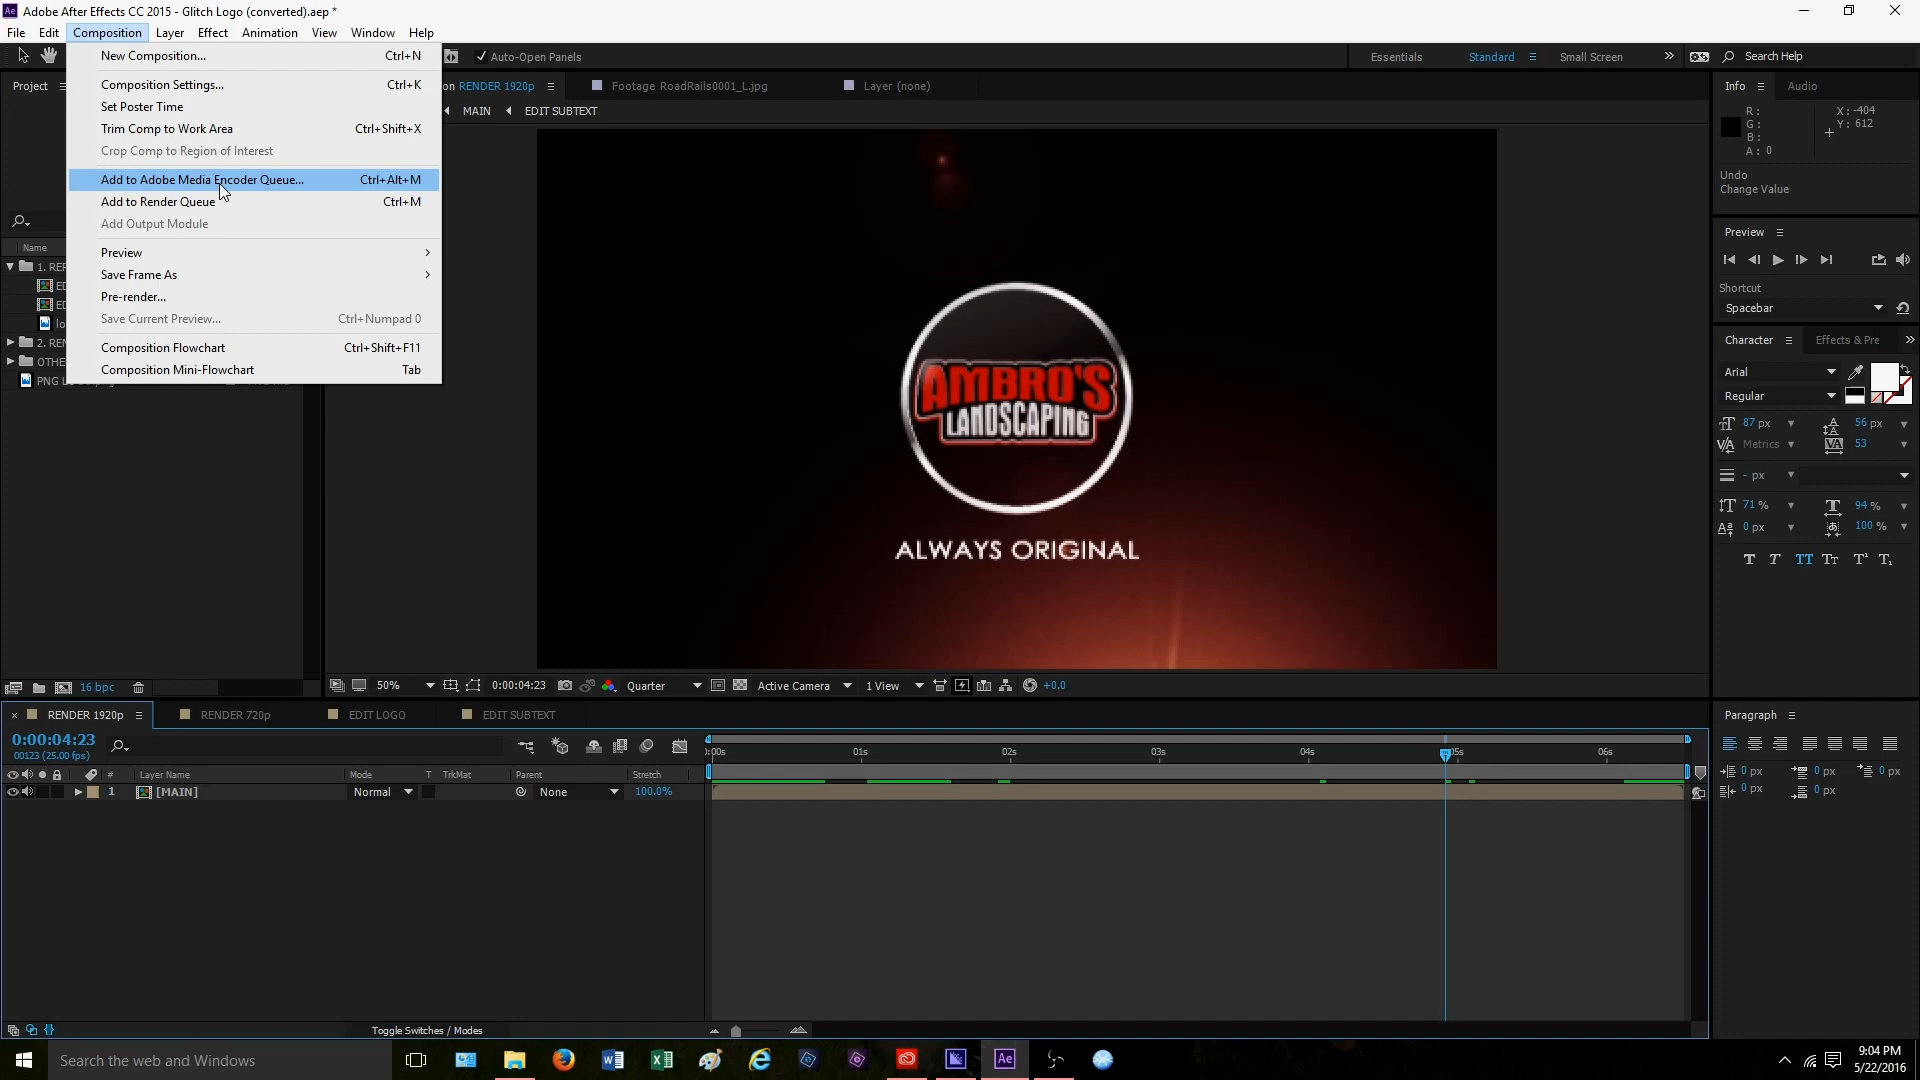 Adobe After Effects CC 2015 - Glitch Logo (converted).aep *
File Edit Composition Layer Effect Animation View Window Help
New Composition... Ctrl+N
Composition Settings... Ctrl+K
Set Poster Time
Trim Comp to Work Area Ctrl+Shift+X
Crop Comp to Region of Interest
Add to Adobe Media Encoder Queue... Ctrl+Alt+M
Add to Render Queue Ctrl+M
Add Output Module
Preview
Save Frame As
Pre-render...
Save Current Preview... Ctrl+Numpad 0
Composition Flowchart Ctrl+Shift+F11
Composition Mini-Flowchart Tab
Auto-Open Panels
Essentials Standard Small Screen Search Help
Project
Name
16 bpc
RENDER 1920p Footage RoadRails0001_L.jpg Layer (none)
MAIN EDIT SUBTEXT
AMBRO'S
LANDSCAPING
ALWAYS ORIGINAL
50% 0:00:04:23 Quarter Active Camera 1 View +0.0
Info Audio
R: X: -404
G: Y: 612
B:
A: 0
Undo
Change Value
Preview
Shortcut
Spacebar
Character Effects & Pre
Arial
Regular
87 px 56 px
Metrics 53
- px
71 % 94 %
0 px 100 %
T T TT TT T¹ T₁
Paragraph
0 px 0 px 0 px
0 px 0 px
RENDER 1920p RENDER 720p EDIT LOGO EDIT SUBTEXT
0:00:04:23
00123 (25.00 fps)
:00s 01s 02s 03s 04s 05s 06s
# Layer Name Mode T TrkMat Parent Stretch
1 [MAIN] Normal None 100.0%
Toggle Switches / Modes
Search the web and Windows
Ae
9:04 PM
5/22/2016